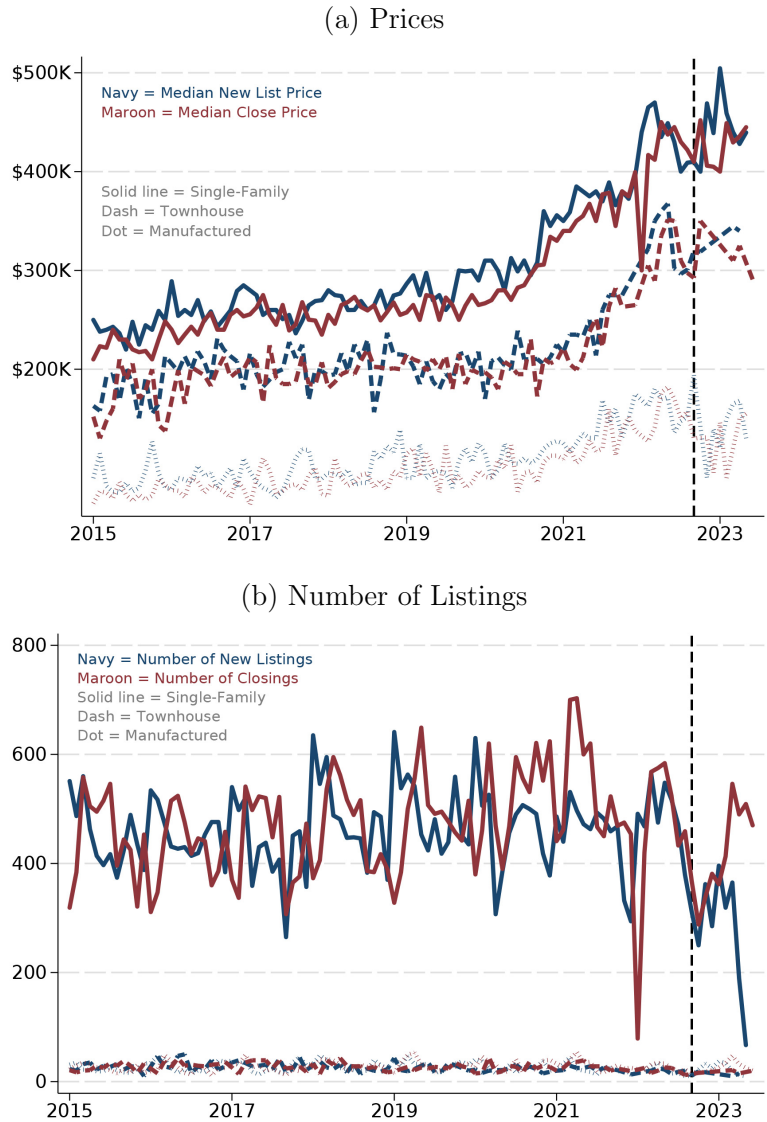 (a) Prices
$500K
Navy = Median New List Price
Maroon = Median Close Price
$400K
Solid line = Single-Family
Dash = Townhouse
Dot = Manufactured
$300K
$200K
2015 2017 2019 2021 2023
(b) Number of Listings
800
Navy = Number of New Listings
Maroon = Number of Closings
Solid line = Single-Family
Dash = Townhouse
Dot = Manufactured
600
400
200
0
2015 2017 2019 2021 2023